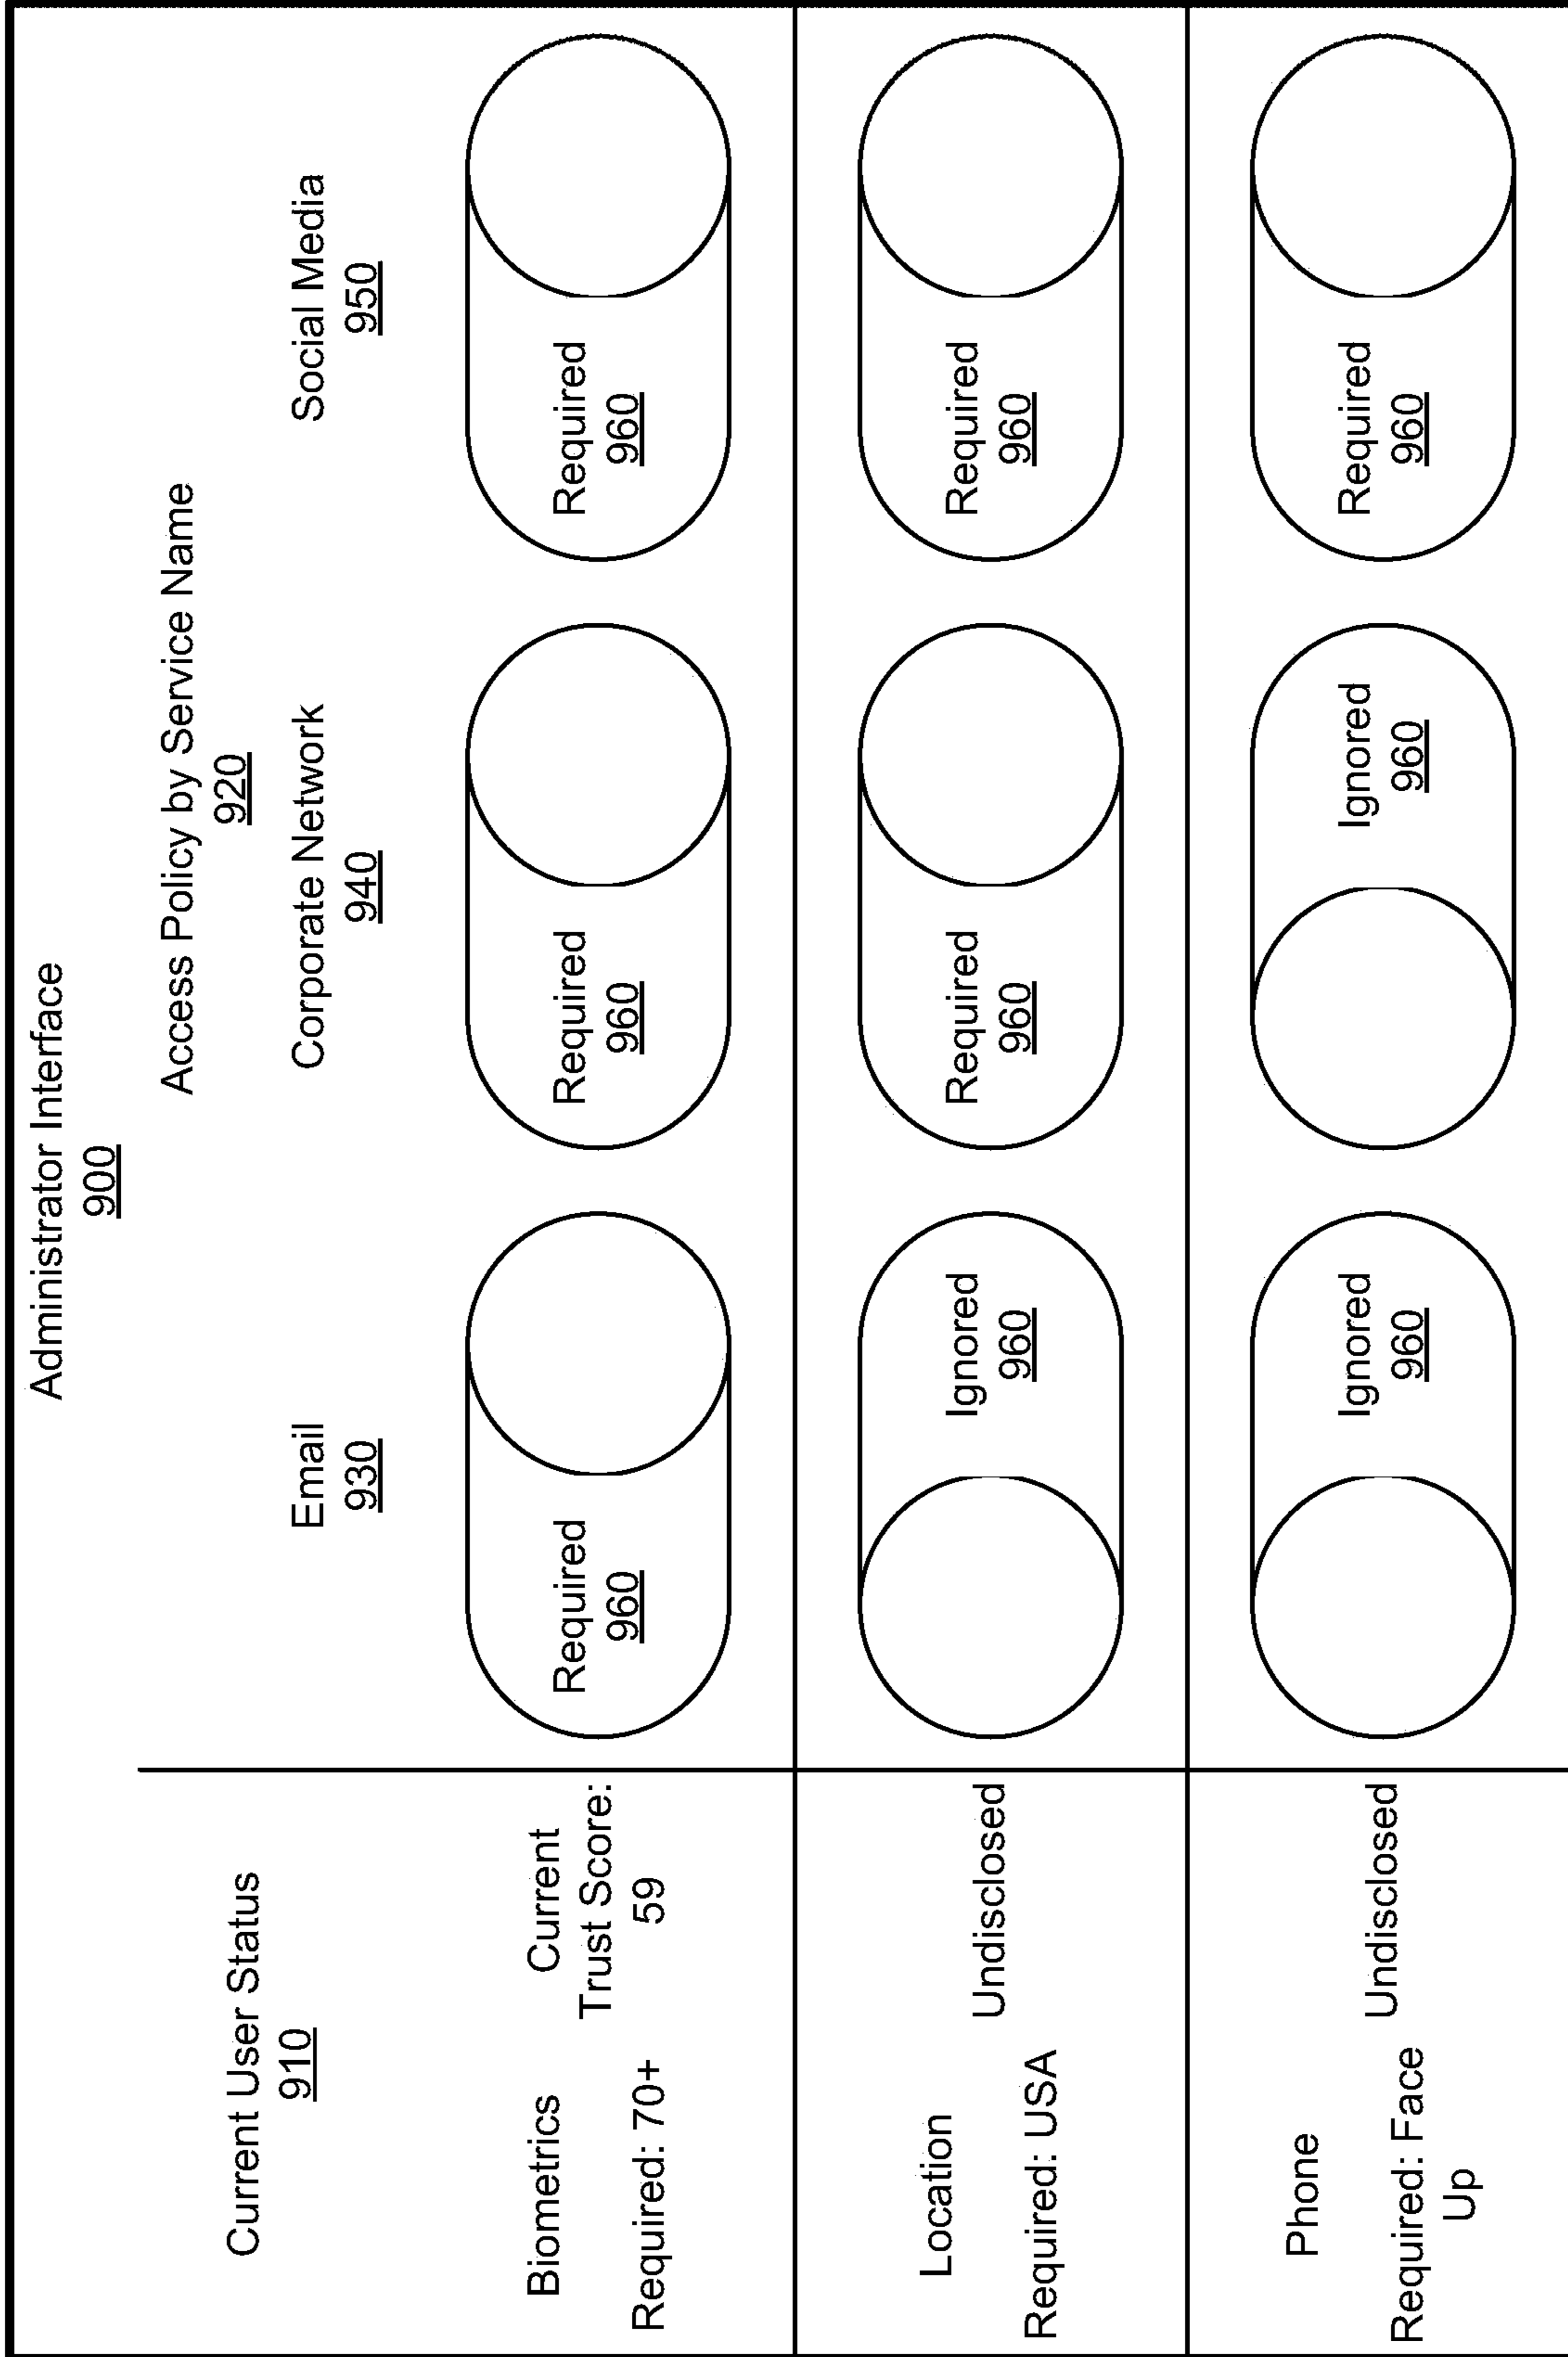 Administrator Interface
900
Current User Status
910
Access Policy by Service Name
920
Email
930
Corporate Network
940
Social Media
950
Biometrics
Required: 70+
Current
Trust Score:
59
Required
960
Required
960
Required
960
Location
Required: USA
Undisclosed
Ignored
960
Required
960
Required
960
Phone
Required: Face
Up
Undisclosed
Ignored
960
Ignored
960
Required
960